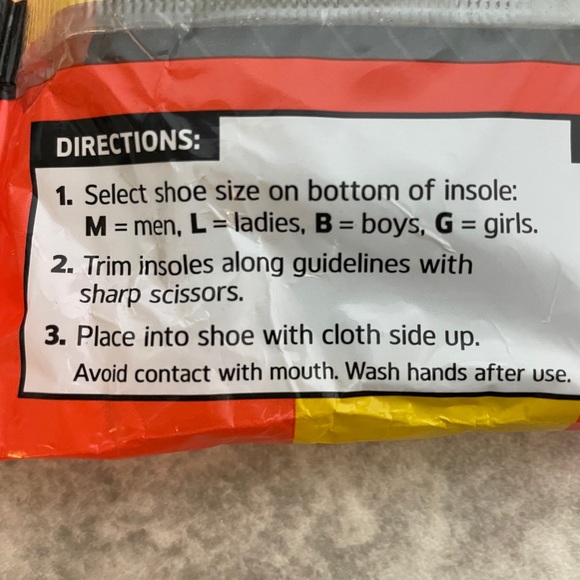 DIRECTIONS:
1. Select shoe size on bottom of insole:
M = men, L = ladies, B = boys, G = girls.
2. Trim insoles along guidelines with
sharp scissors.
3. Place into shoe with cloth side up.
Avoid contact with mouth. Wash hands after use.